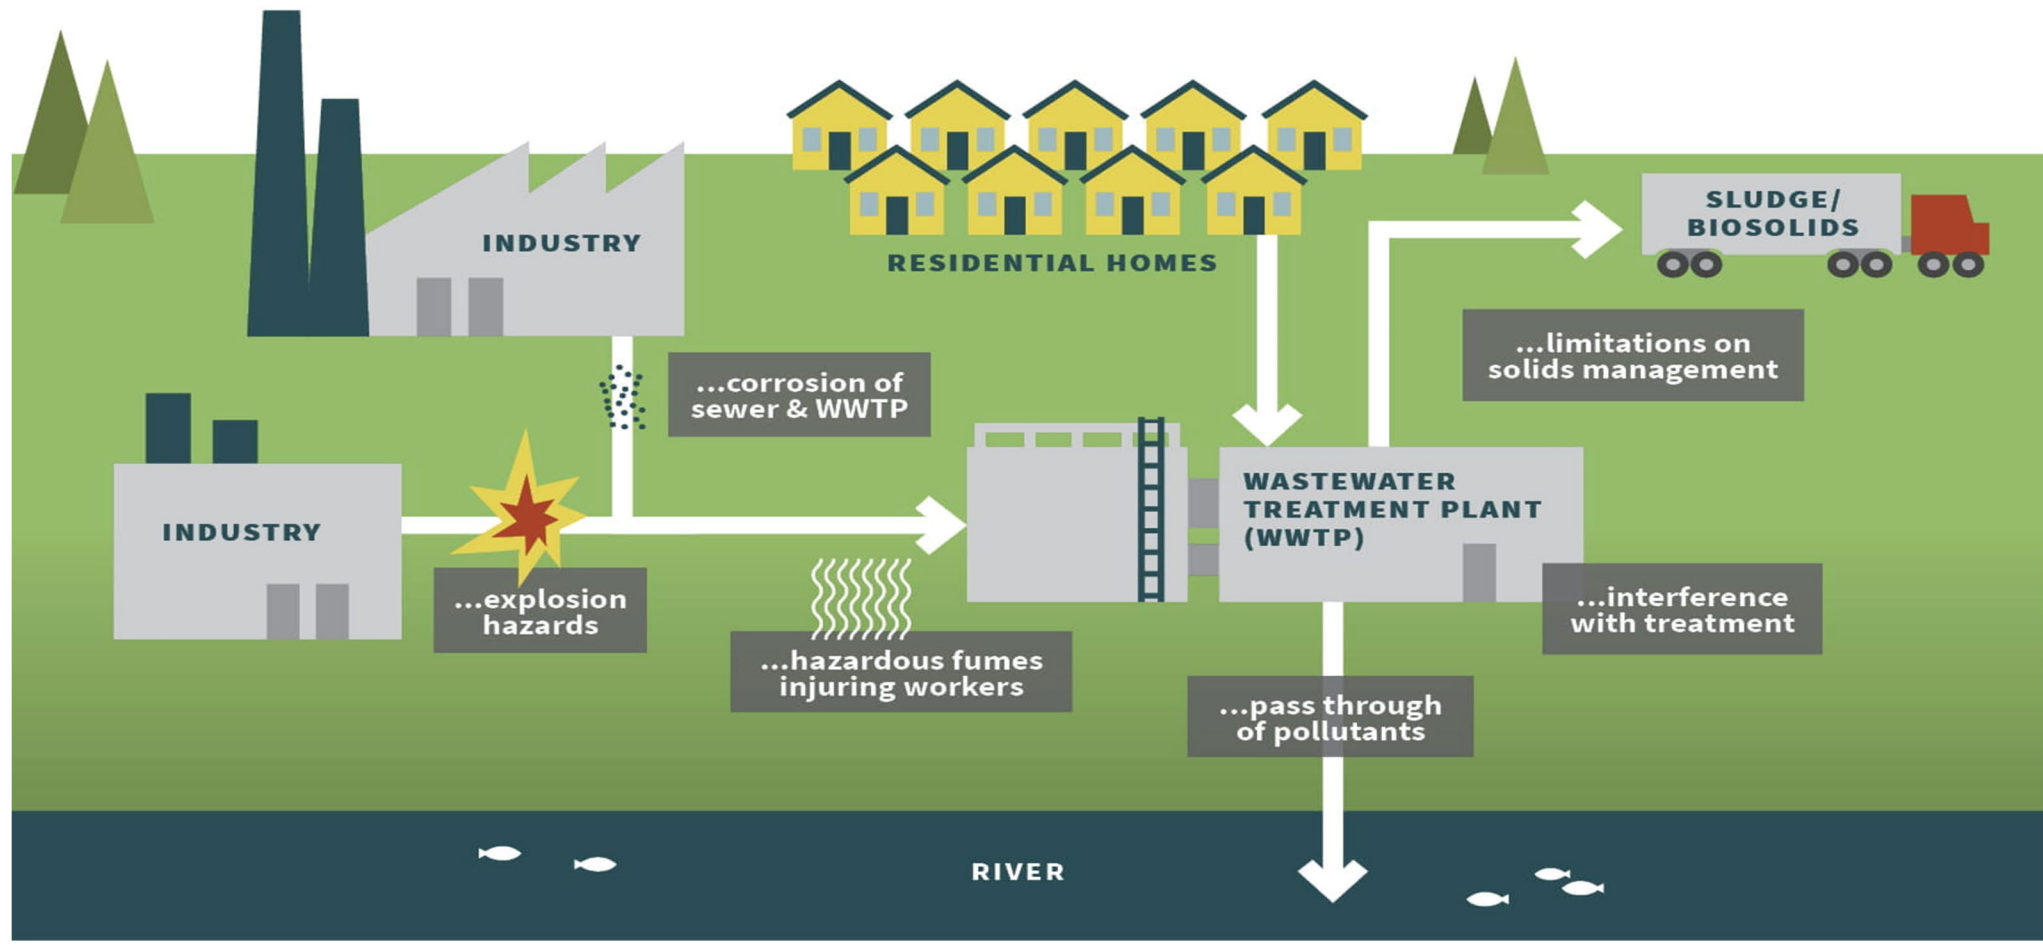 INDUSTRY
RESIDENTIAL HOMES
SLUDGE/
BIOSOLIDS
...limitations on
solids management
...corrosion of
sewer & WWTP
INDUSTRY
WASTEWATER
TREATMENT PLANT
(WWTP)
...explosion
hazards
...hazardous fumes
injuring workers
...interference
with treatment
...pass through
of pollutants
RIVER